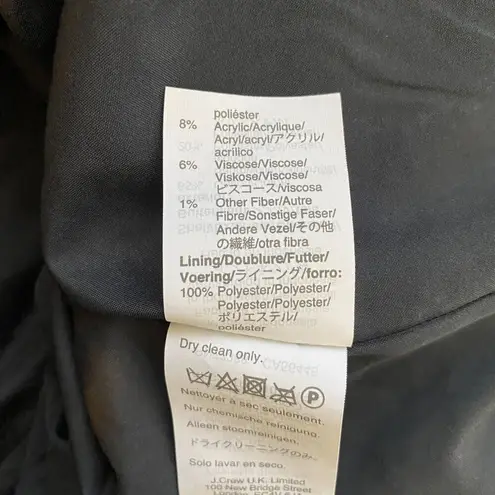 poliéster
8% Acrylic/Acrylique/
Acryl/acryl/アクリル/
acrílico
6% Viscose/Viscose/
Viskose/Viscose/
ビスコース/viscosa
1% Other Fiber/Autre
Fibre/Sonstige Faser/
Andere Vezel/その他
の繊維/otra fibra
Lining/Doublure/Futter/
Voering/ライニング/forro:
100% Polyester/Polyester/
Polyester/Polyester/
ポリエステル/
poliéster
Dry clean only.
P
Nettoyer à sec seulement.
Nur chemische reinigung.
Alleen stoomreinigen.
ドライクリーニングのみ。
Solo lavar en seco.
J.Crew U.K. Limited
100 New Bridge Street